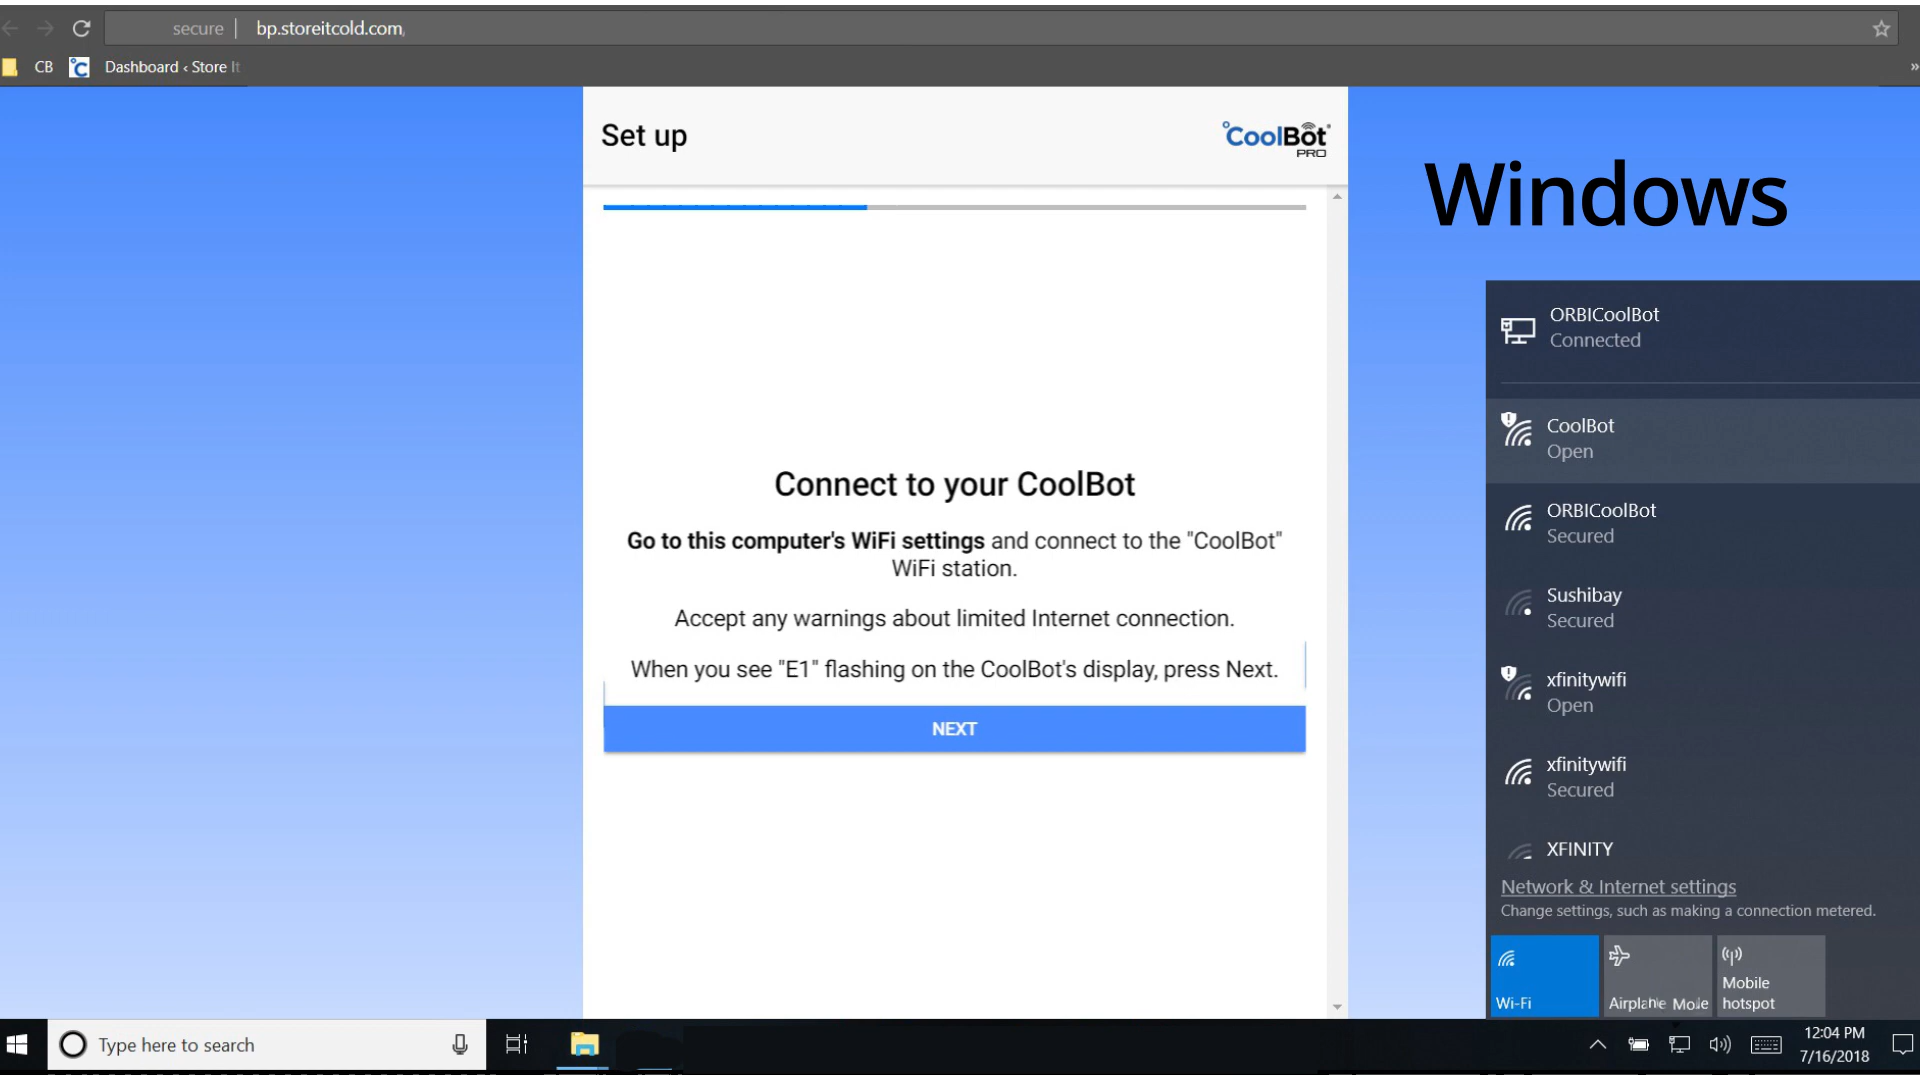 secure | bp.storeitcold.com,
CB Dashboard ‹ Store It
Set up
°CoolBot
PRO
Windows
Connect to your CoolBot
Go to this computer's WiFi settings and connect to the "CoolBot"
WiFi station.
Accept any warnings about limited Internet connection.
When you see "E1" flashing on the CoolBot's display, press Next.
NEXT
ORBICoolBot
Connected
CoolBot
Open
ORBICoolBot
Secured
Sushibay
Secured
xfinitywifi
Open
xfinitywifi
Secured
XFINITY
Network & Internet settings
Change settings, such as making a connection metered.
Wi-Fi
Airplane Mode
Mobile
hotspot
Type here to search
12:04 PM
7/16/2018